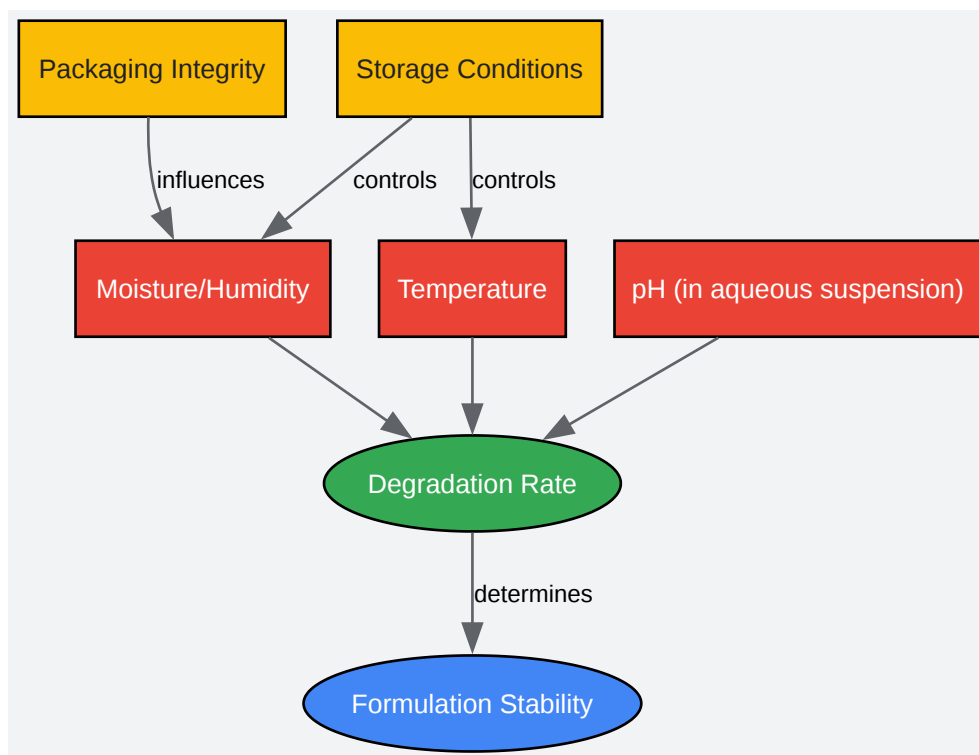 Packaging Integrity
Storage Conditions
influences
controls
controls
Moisture/Humidity
Temperature
pH (in aqueous suspension)
Degradation Rate
determines
Formulation Stability